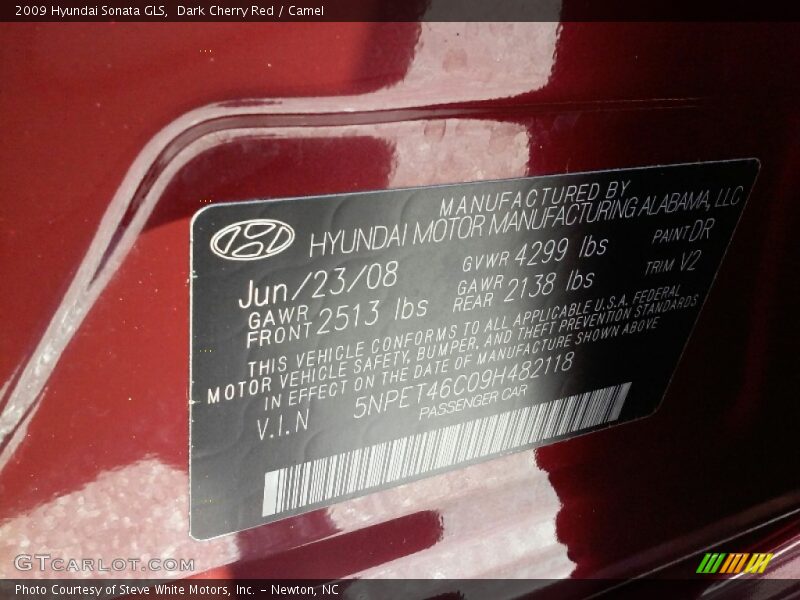 2009 Hyundai Sonata GLS,  Dark Cherry Red / Camel
MANUFACTURED BY
HYUNDAI MOTOR MANUFACTURING ALABAMA, LLC
Jun/23/08 GVWR 4299 lbs PAINT DR
GAWR FRONT 2513 lbs GAWR REAR 2138 lbs TRIM V2
THIS VEHICLE CONFORMS TO ALL APPLICABLE U.S.A. FEDERAL
MOTOR VEHICLE SAFETY, BUMPER, AND THEFT PREVENTION STANDARDS
IN EFFECT ON THE DATE OF MANUFACTURE SHOWN ABOVE
V.I.N 5NPET46C09H482118
PASSENGER CAR
GTCARLOT.COM
Photo Courtesy of Steve White Motors, Inc. – Newton, NC